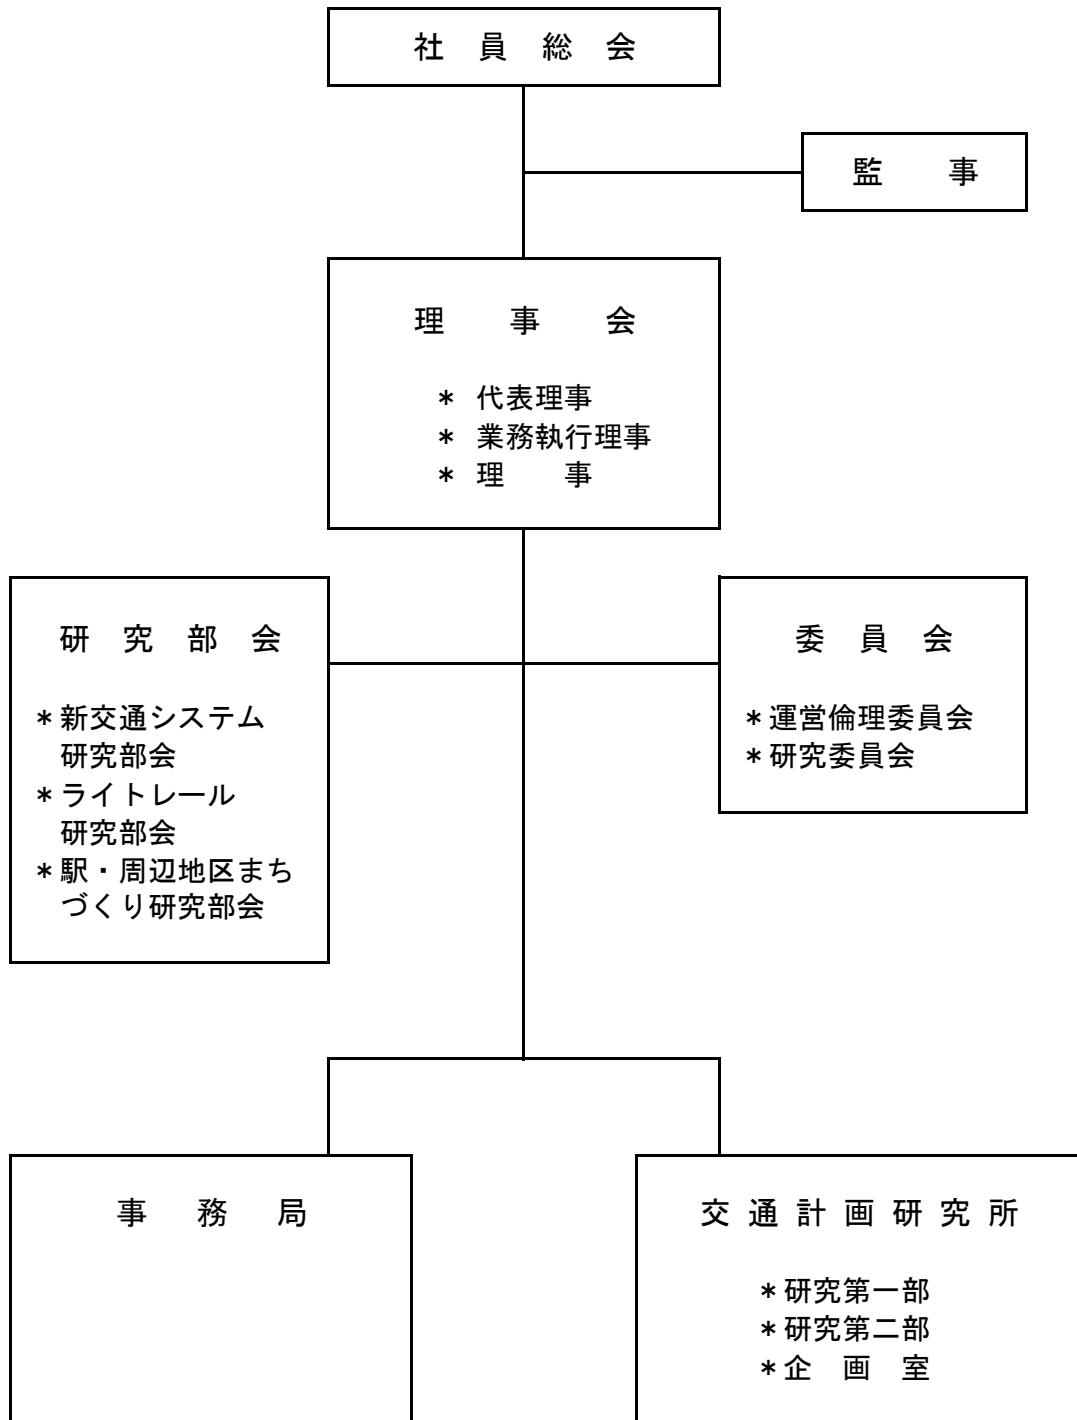 社　員　総　会
監　　事
理　　事　　会
* 代表理事
* 業務執行理事
* 理　　事
研　究　部　会
*新交通システム
研究部会
*ライトレール
研究部会
*駅・周辺地区まち
づくり研究部会
委　員　会
*運営倫理委員会
*研究委員会
事　務　局
交 通 計 画 研 究 所
*研究第一部
*研究第二部
*企　画　室